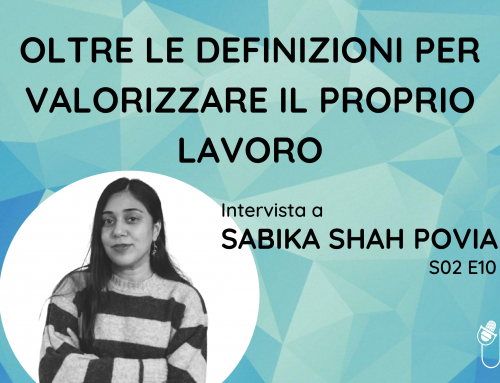 OLTRE LE DEFINIZIONI PER
VALORIZZARE IL PROPRIO
LAVORO
Intervista a
SABIKA SHAH POVIA
S02 E10